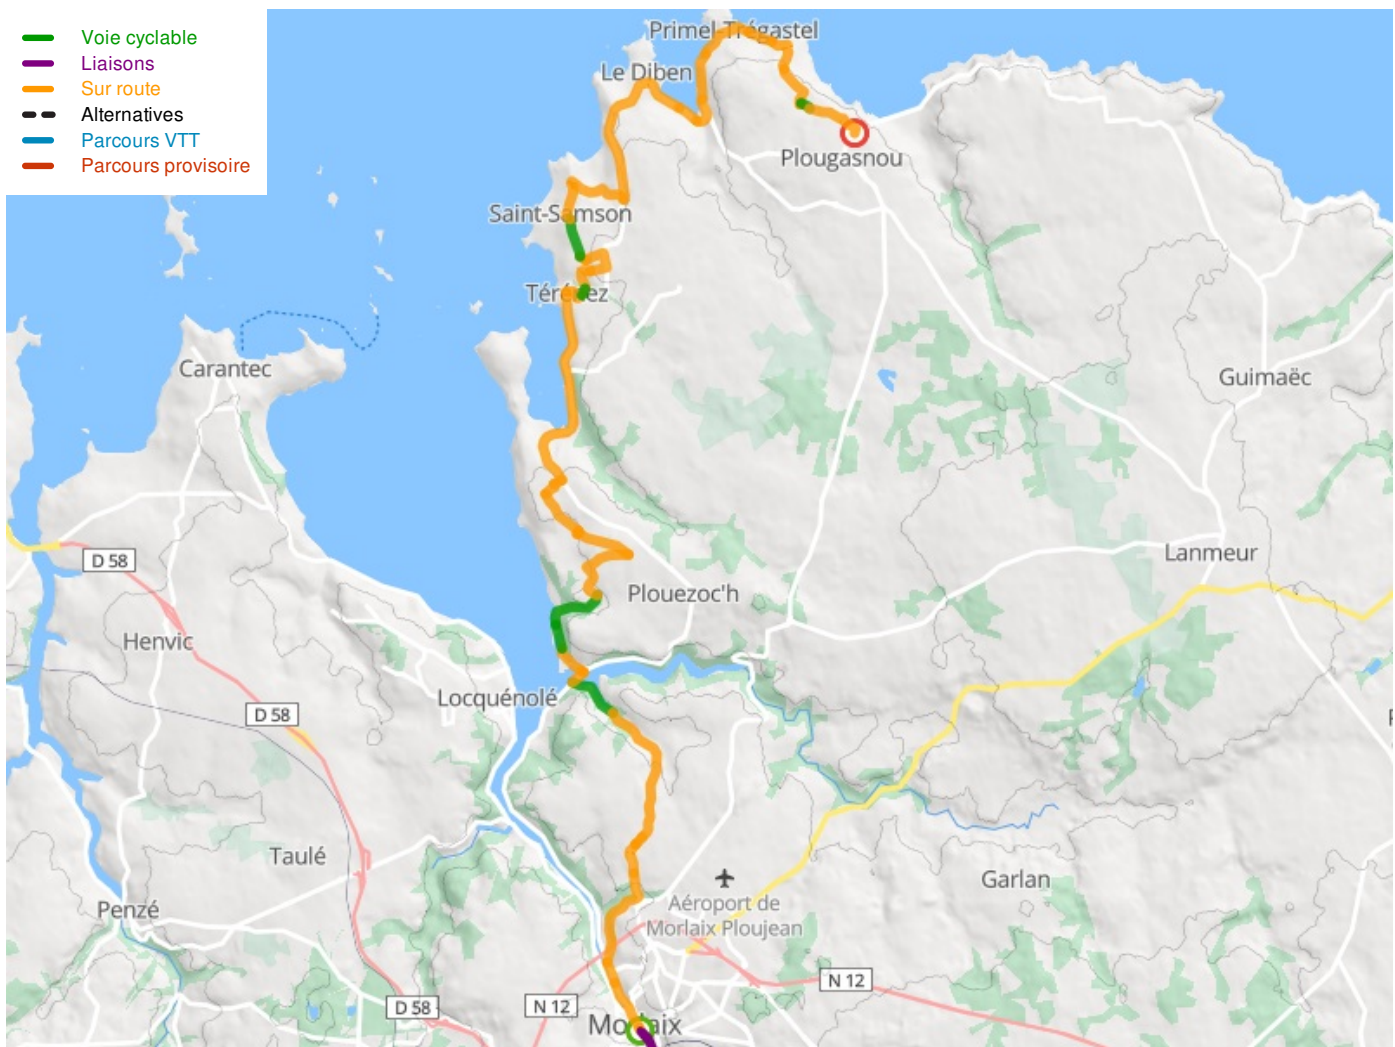 Voie cyclable
Liaisons
Sur route
Alternatives
Parcours VTT
Parcours provisoire
Primel-Trégastel
Le Diben
Plougasnou
Saint-Samson
Térénez
Carantec
Guimaëc
D 58
Lanmeur
Plouezoc'h
Henvic
Locquénolé
D 58
Taulé
Garlan
Penzé
Aéroport de
Morlaix Ploujean
N 12
D 58
N 12
Morlaix